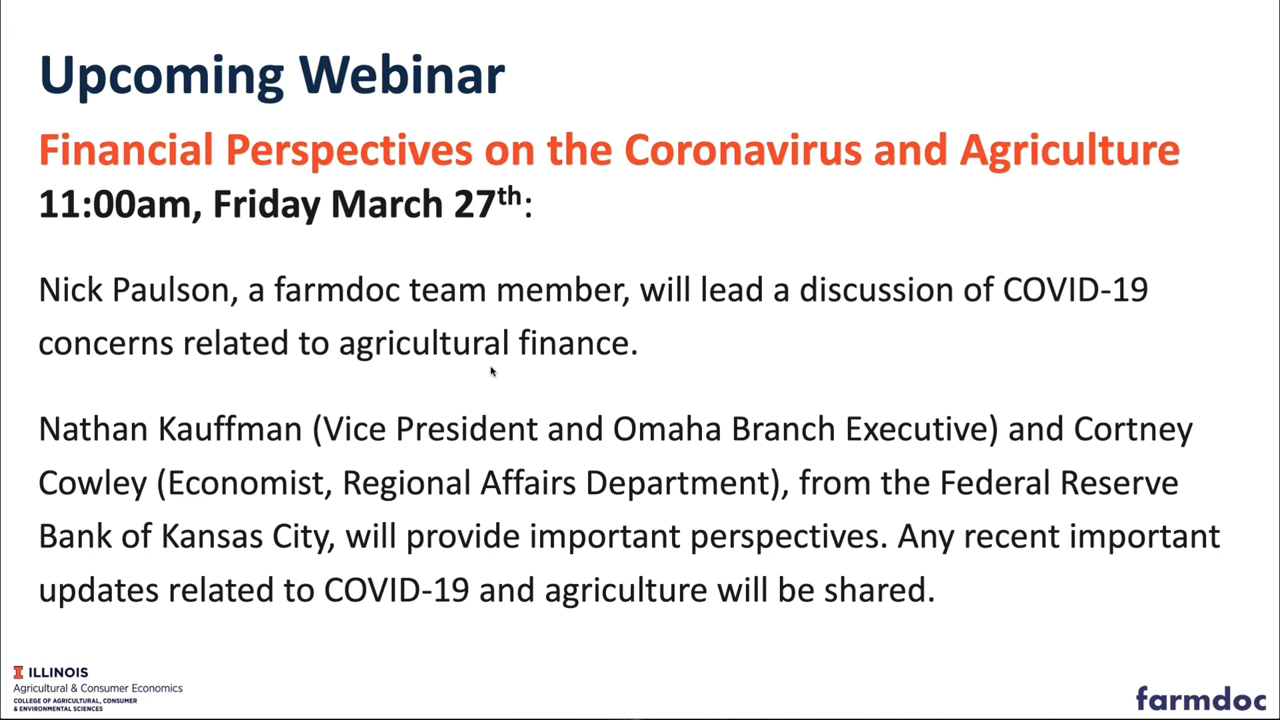 Upcoming Webinar
Financial Perspectives on the Coronavirus and Agriculture
11:00am, Friday March 27th:
Nick Paulson, a farmdoc team member, will lead a discussion of COVID-19
concerns related to agricultural finance.
Nathan Kauffman (Vice President and Omaha Branch Executive) and Cortney
Cowley (Economist, Regional Affairs Department), from the Federal Reserve
Bank of Kansas City, will provide important perspectives. Any recent important
updates related to COVID-19 and agriculture will be shared.
I ILLINOIS
Agricultural & Consumer Economics
COLLEGE OF AGRICULTURAL, CONSUMER
& ENVIRONMENTAL SCIENCES
farmdoc